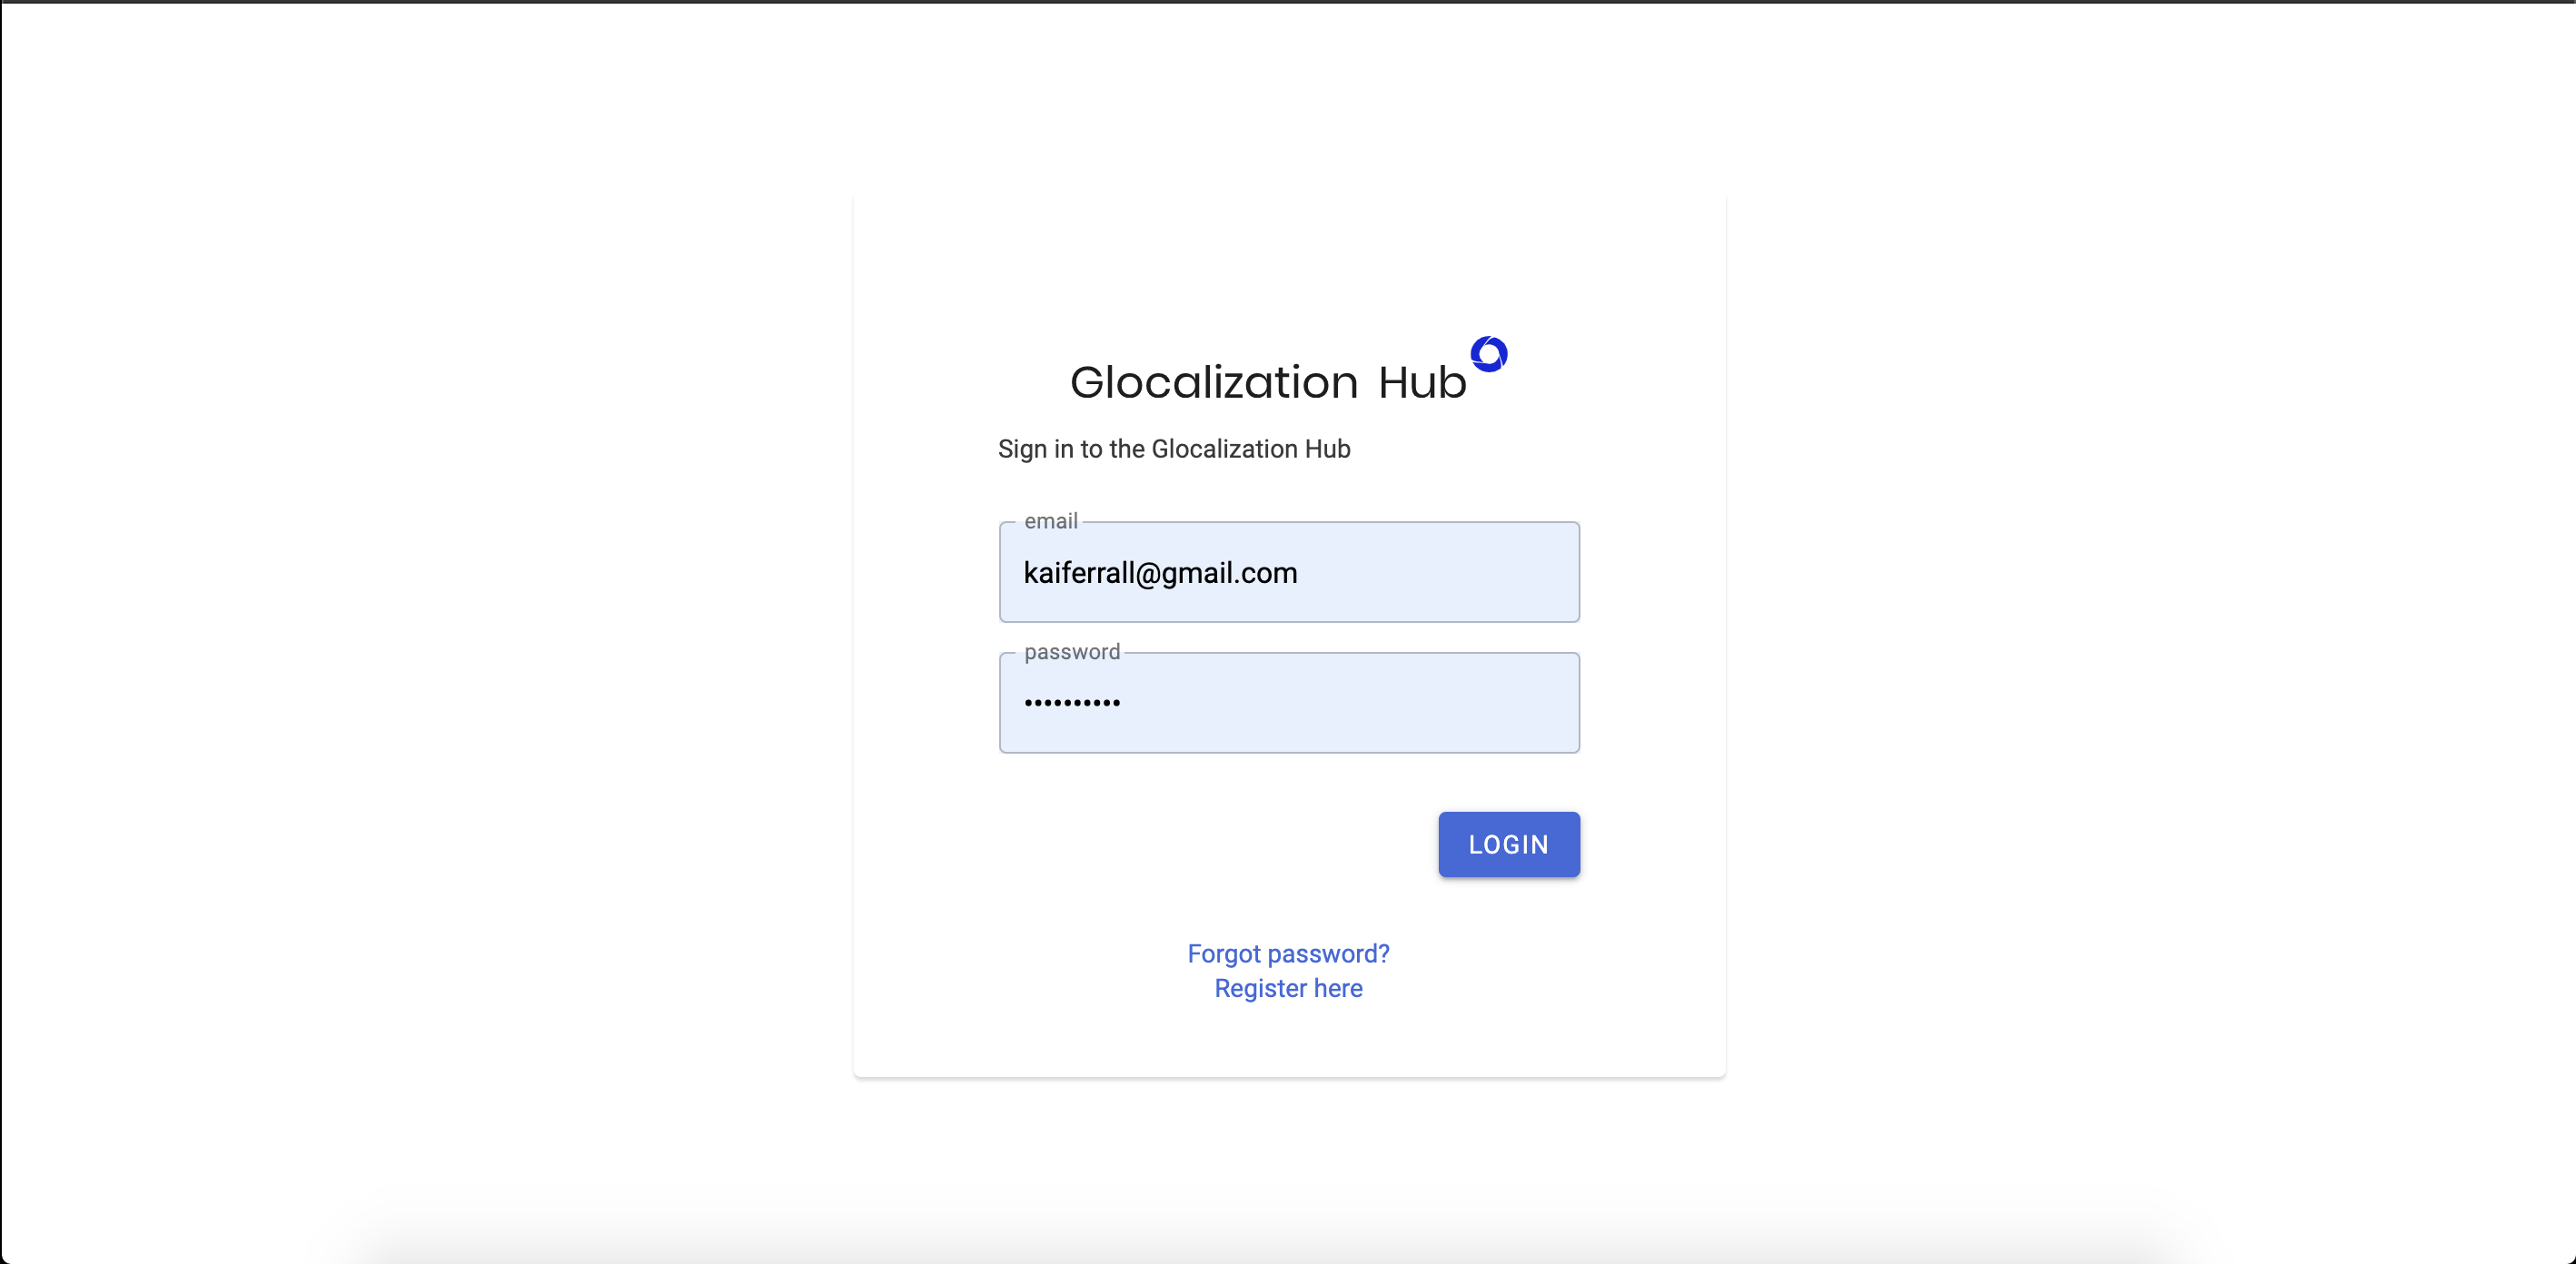 Glocalization Hub
Sign in to the Glocalization Hub
email
kaiferrall@gmail.com
password
••••••••••
LOGIN
Forgot password?
Register here